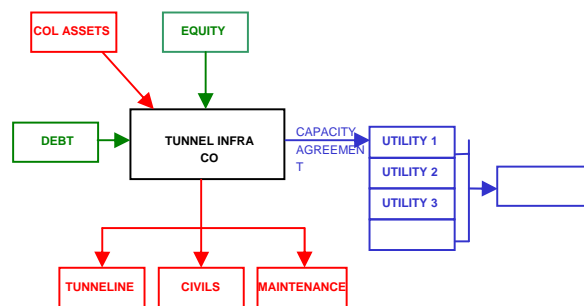 COL ASSETS
EQUITY
DEBT
TUNNEL INFRA
CO
CAPACITY
AGREEMEN
T
UTILITY 1
UTILITY 2
UTILITY 3
TUNNELINE
CIVILS
MAINTENANCE